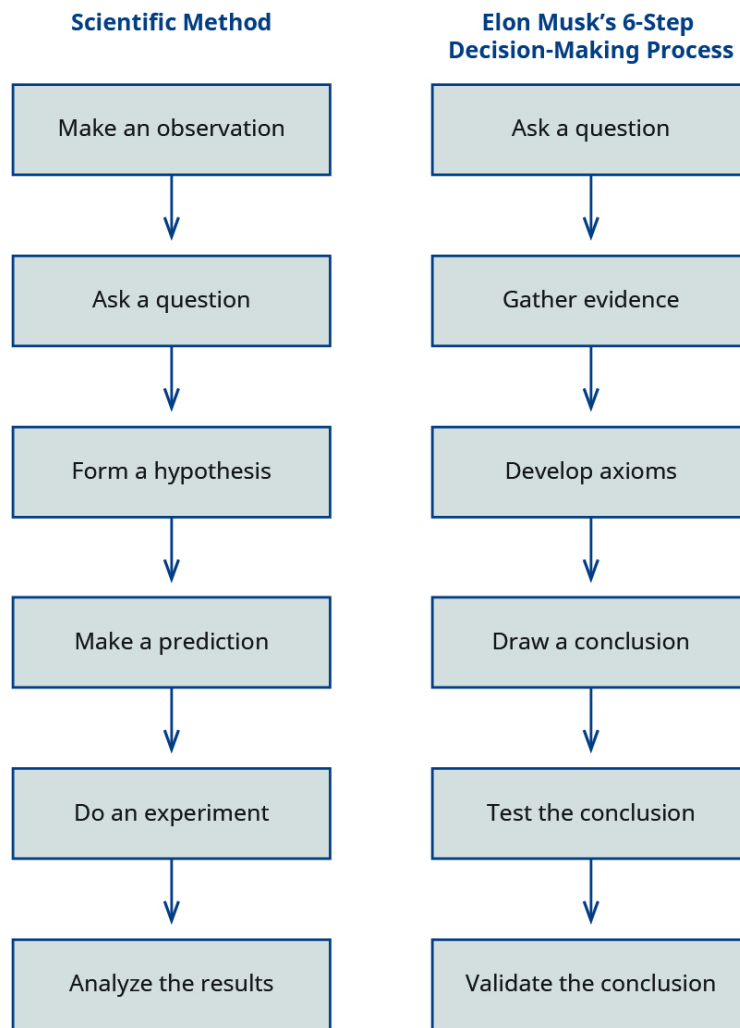 Scientific Method
Make an observation
Ask a question
Form a hypothesis
Make a prediction
Do an experiment
Analyze the results
Elon Musk’s 6-Step
Decision-Making Process
Ask a question
Gather evidence
Develop axioms
Draw a conclusion
Test the conclusion
Validate the conclusion